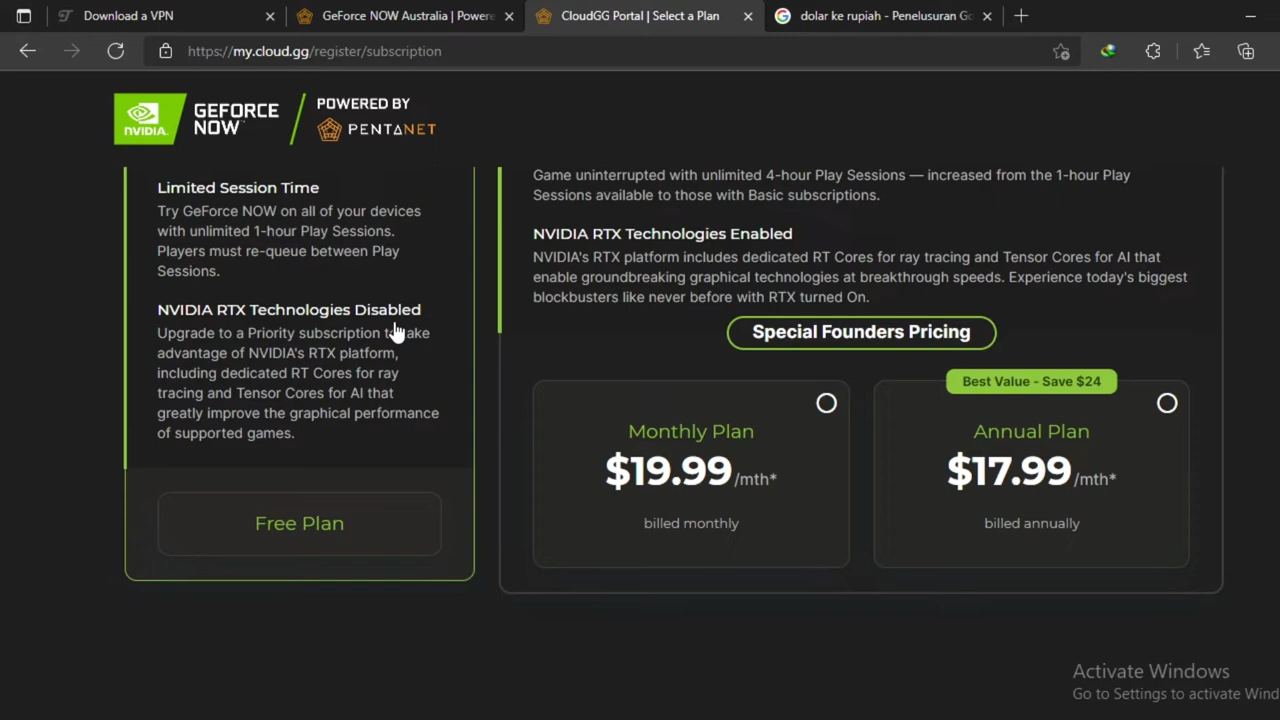 Download a VPN
GeForce NOW Australia | Powere
CloudGG Portal | Select a Plan
dolar ke rupiah - Penelusuran Go
https://my.cloud.gg/register/subscription
NVIDIA
GEFORCE
NOW
POWERED BY
PENTANET
Limited Session Time
Try GeForce NOW on all of your devices
with unlimited 1-hour Play Sessions.
Players must re-queue between Play
Sessions.
NVIDIA RTX Technologies Disabled
Upgrade to a Priority subscription to take
advantage of NVIDIA's RTX platform,
including dedicated RT Cores for ray
tracing and Tensor Cores for AI that
greatly improve the graphical performance
of supported games.
Free Plan
Game uninterrupted with unlimited 4-hour Play Sessions — increased from the 1-hour Play
Sessions available to those with Basic subscriptions.
NVIDIA RTX Technologies Enabled
NVIDIA's RTX platform includes dedicated RT Cores for ray tracing and Tensor Cores for AI that
enable groundbreaking graphical technologies at breakthrough speeds. Experience today's biggest
blockbusters like never before with RTX turned On.
Special Founders Pricing
Monthly Plan
$19.99/mth*
billed monthly
Best Value - Save $24
Annual Plan
$17.99/mth*
billed annually
Activate Windows
Go to Settings to activate Wind